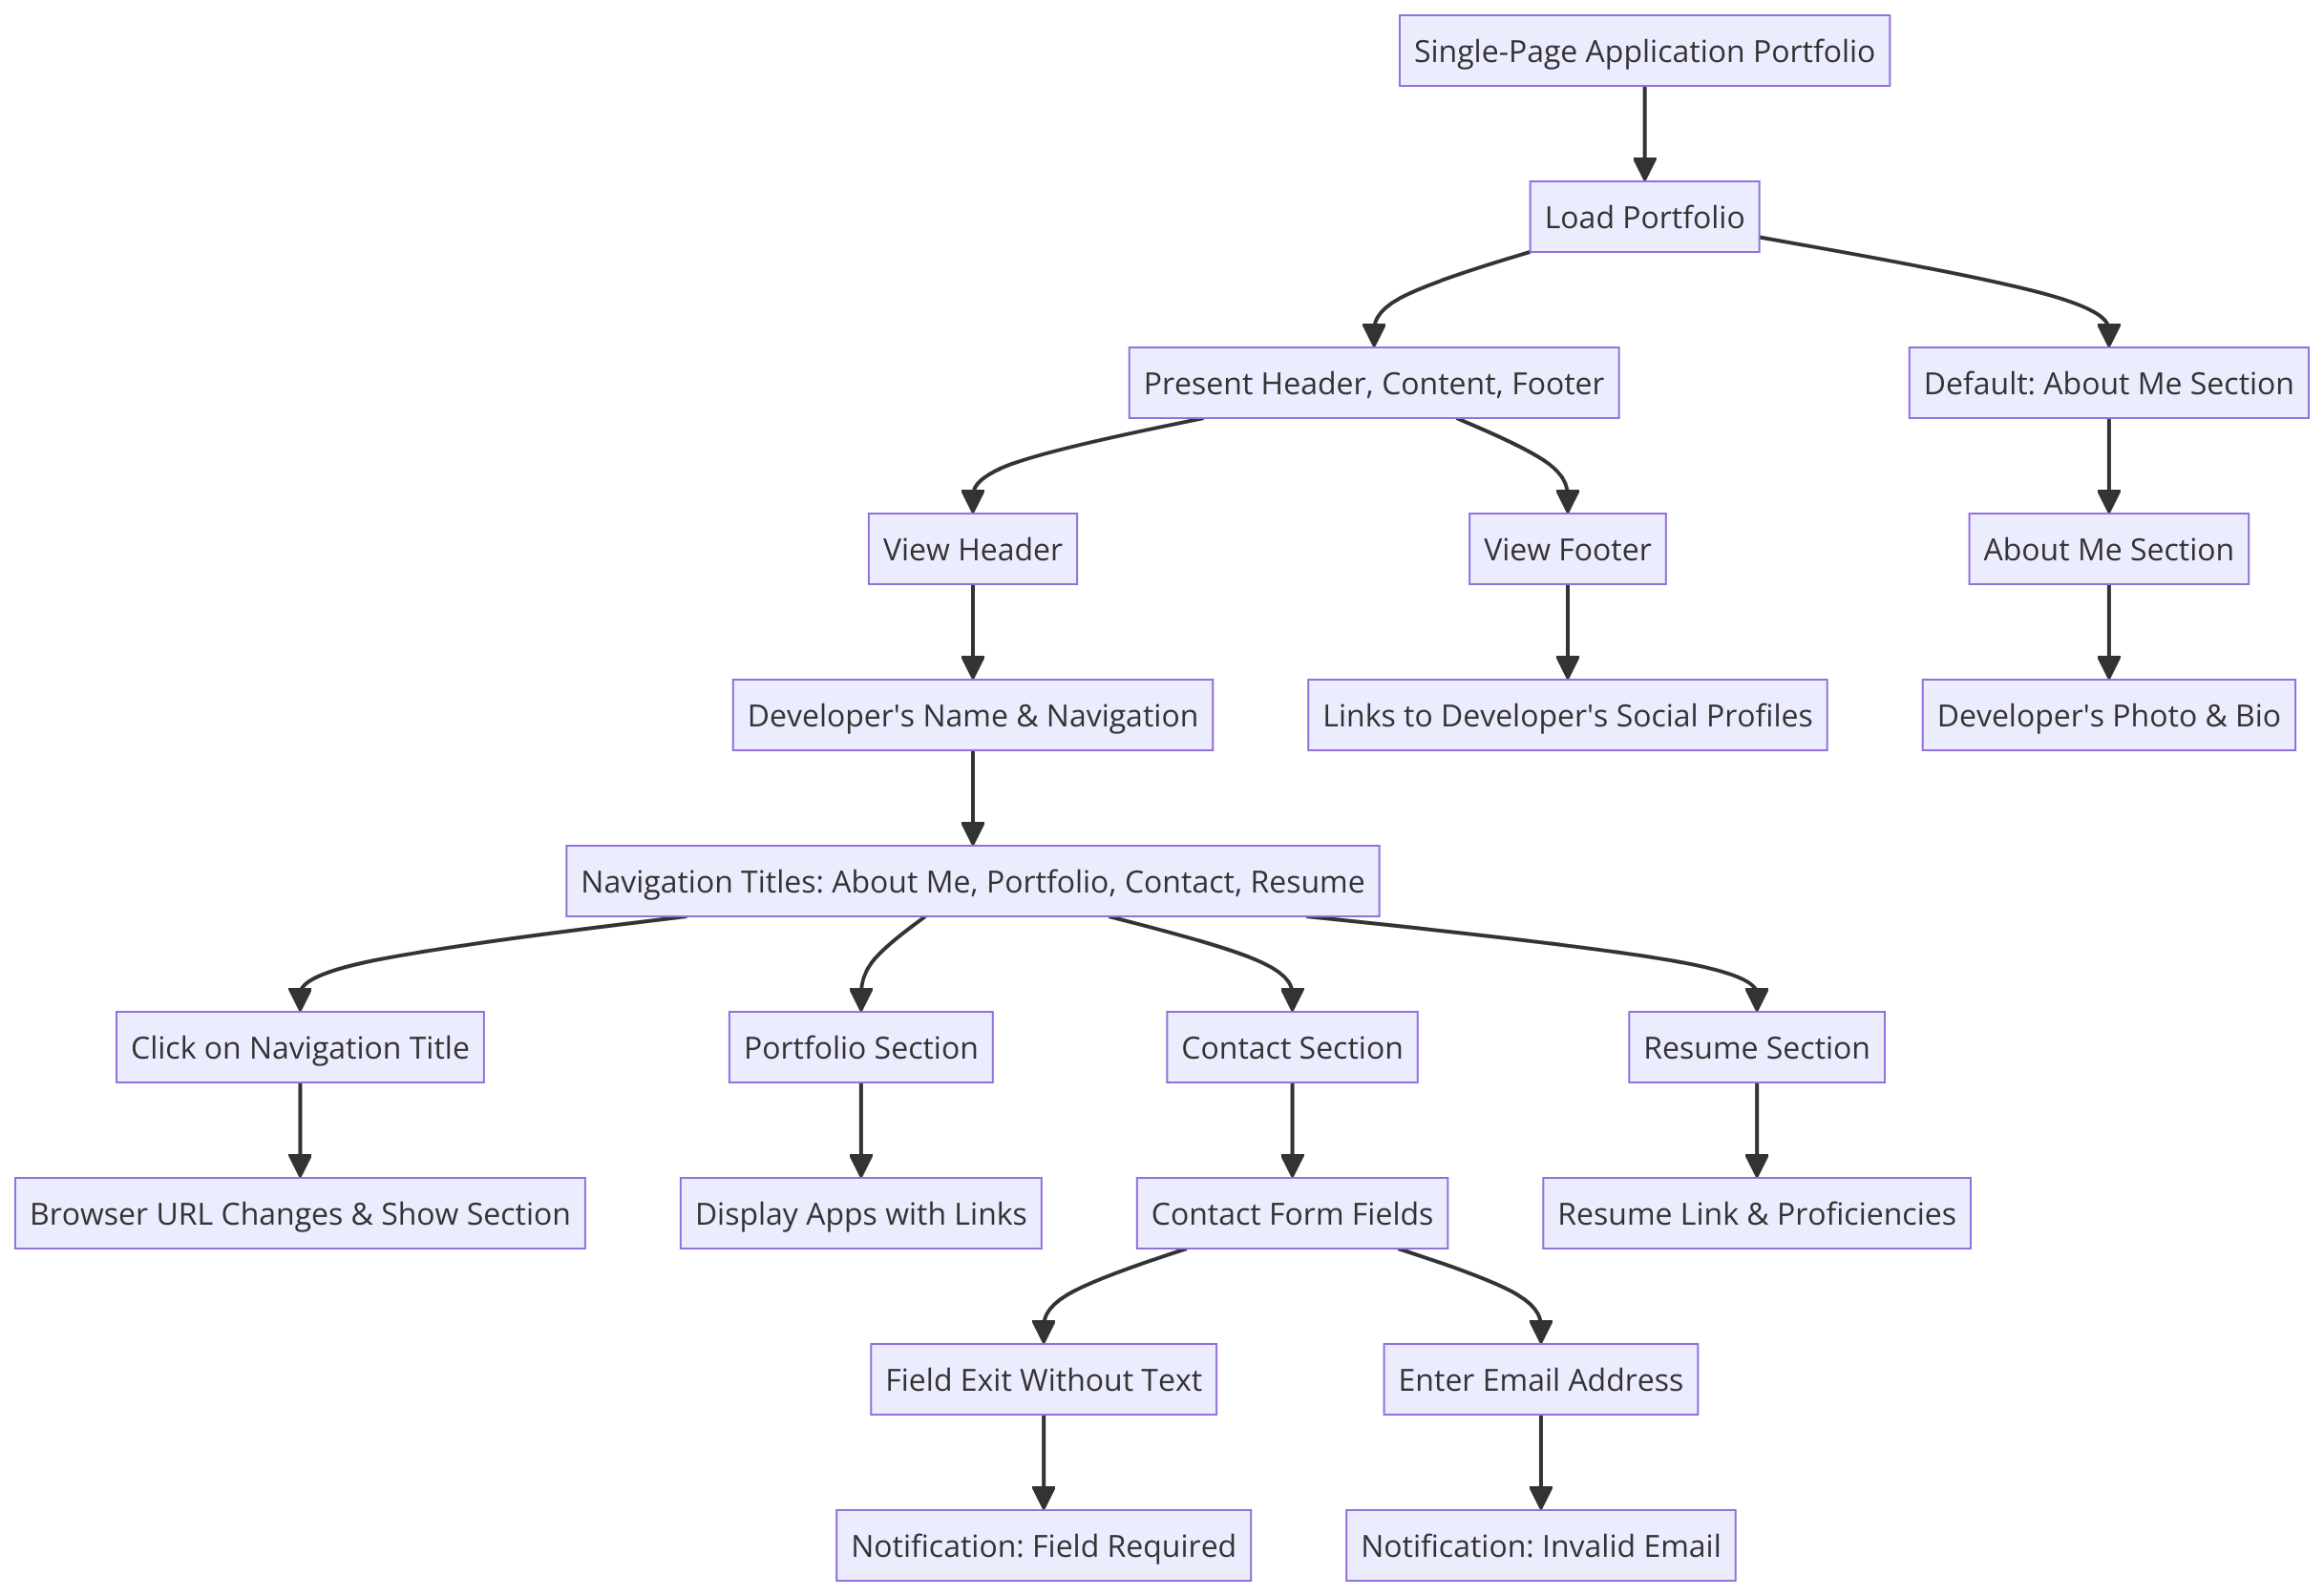 Single-Page Application Portfolio
Load Portfolio
Present Header, Content, Footer
Default: About Me Section
View Header
View Footer
About Me Section
Developer's Name & Navigation
Links to Developer's Social Profiles
Developer's Photo & Bio
Navigation Titles: About Me, Portfolio, Contact, Resume
Click on Navigation Title
Portfolio Section
Contact Section
Resume Section
Browser URL Changes & Show Section
Display Apps with Links
Contact Form Fields
Resume Link & Proficiencies
Field Exit Without Text
Enter Email Address
Notification: Field Required
Notification: Invalid Email